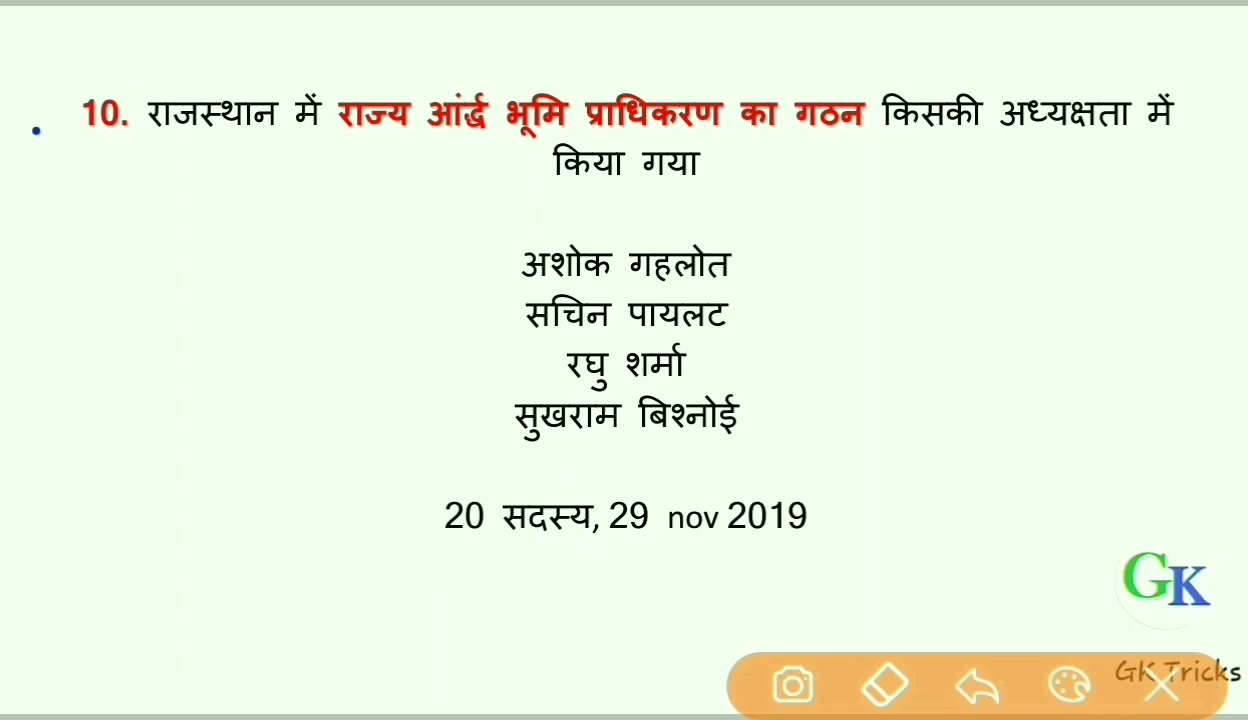 10. राजस्थान में राज्य आंर्द्ध भूमि प्राधिकरण का गठन किसकी अध्यक्षता में
किया गया
अशोक गहलोत
सचिन पायलट
रघु शर्मा
सुखराम बिश्नोई
20 सदस्य, 29 nov 2019
GK
GK Tricks